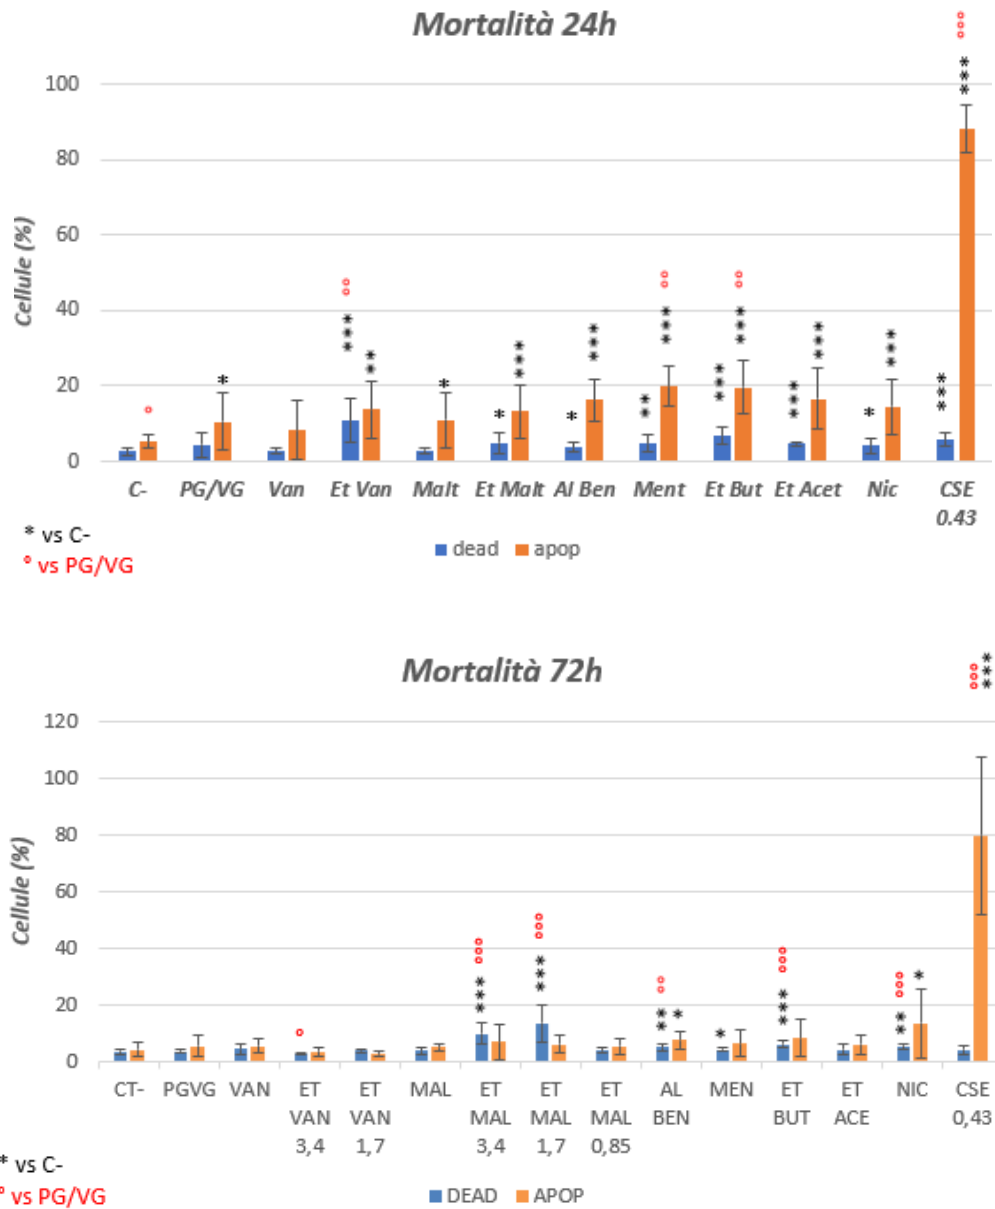 Mortalità 24h
°°°
***
100
80
60
40
20
0
Cellule (%)
°
*
°°
***
**
*
*
***
*
***
**
°°
***
***
°°
***
***
***
*
***
***
C-
PG/VG
Van
Et Van
Malt
Et Malt
Al Ben
Ment
Et But
Et Acet
Nic
CSE
0.43
* vs C-
° vs PG/VG
dead
apop
Mortalità 72h
°°°
***
120
100
80
60
40
20
0
Cellule (%)
°
°°°
***
°°°
***
°°
**
*
*
°°°
***
°°°
**
*
CT-
PGVG
VAN
ET
VAN
3,4
ET
VAN
1,7
MAL
ET
MAL
3,4
ET
MAL
1,7
ET
MAL
0,85
AL
BEN
MEN
ET
BUT
ET
ACE
NIC
CSE
0,43
* vs C-
° vs PG/VG
DEAD
APOP